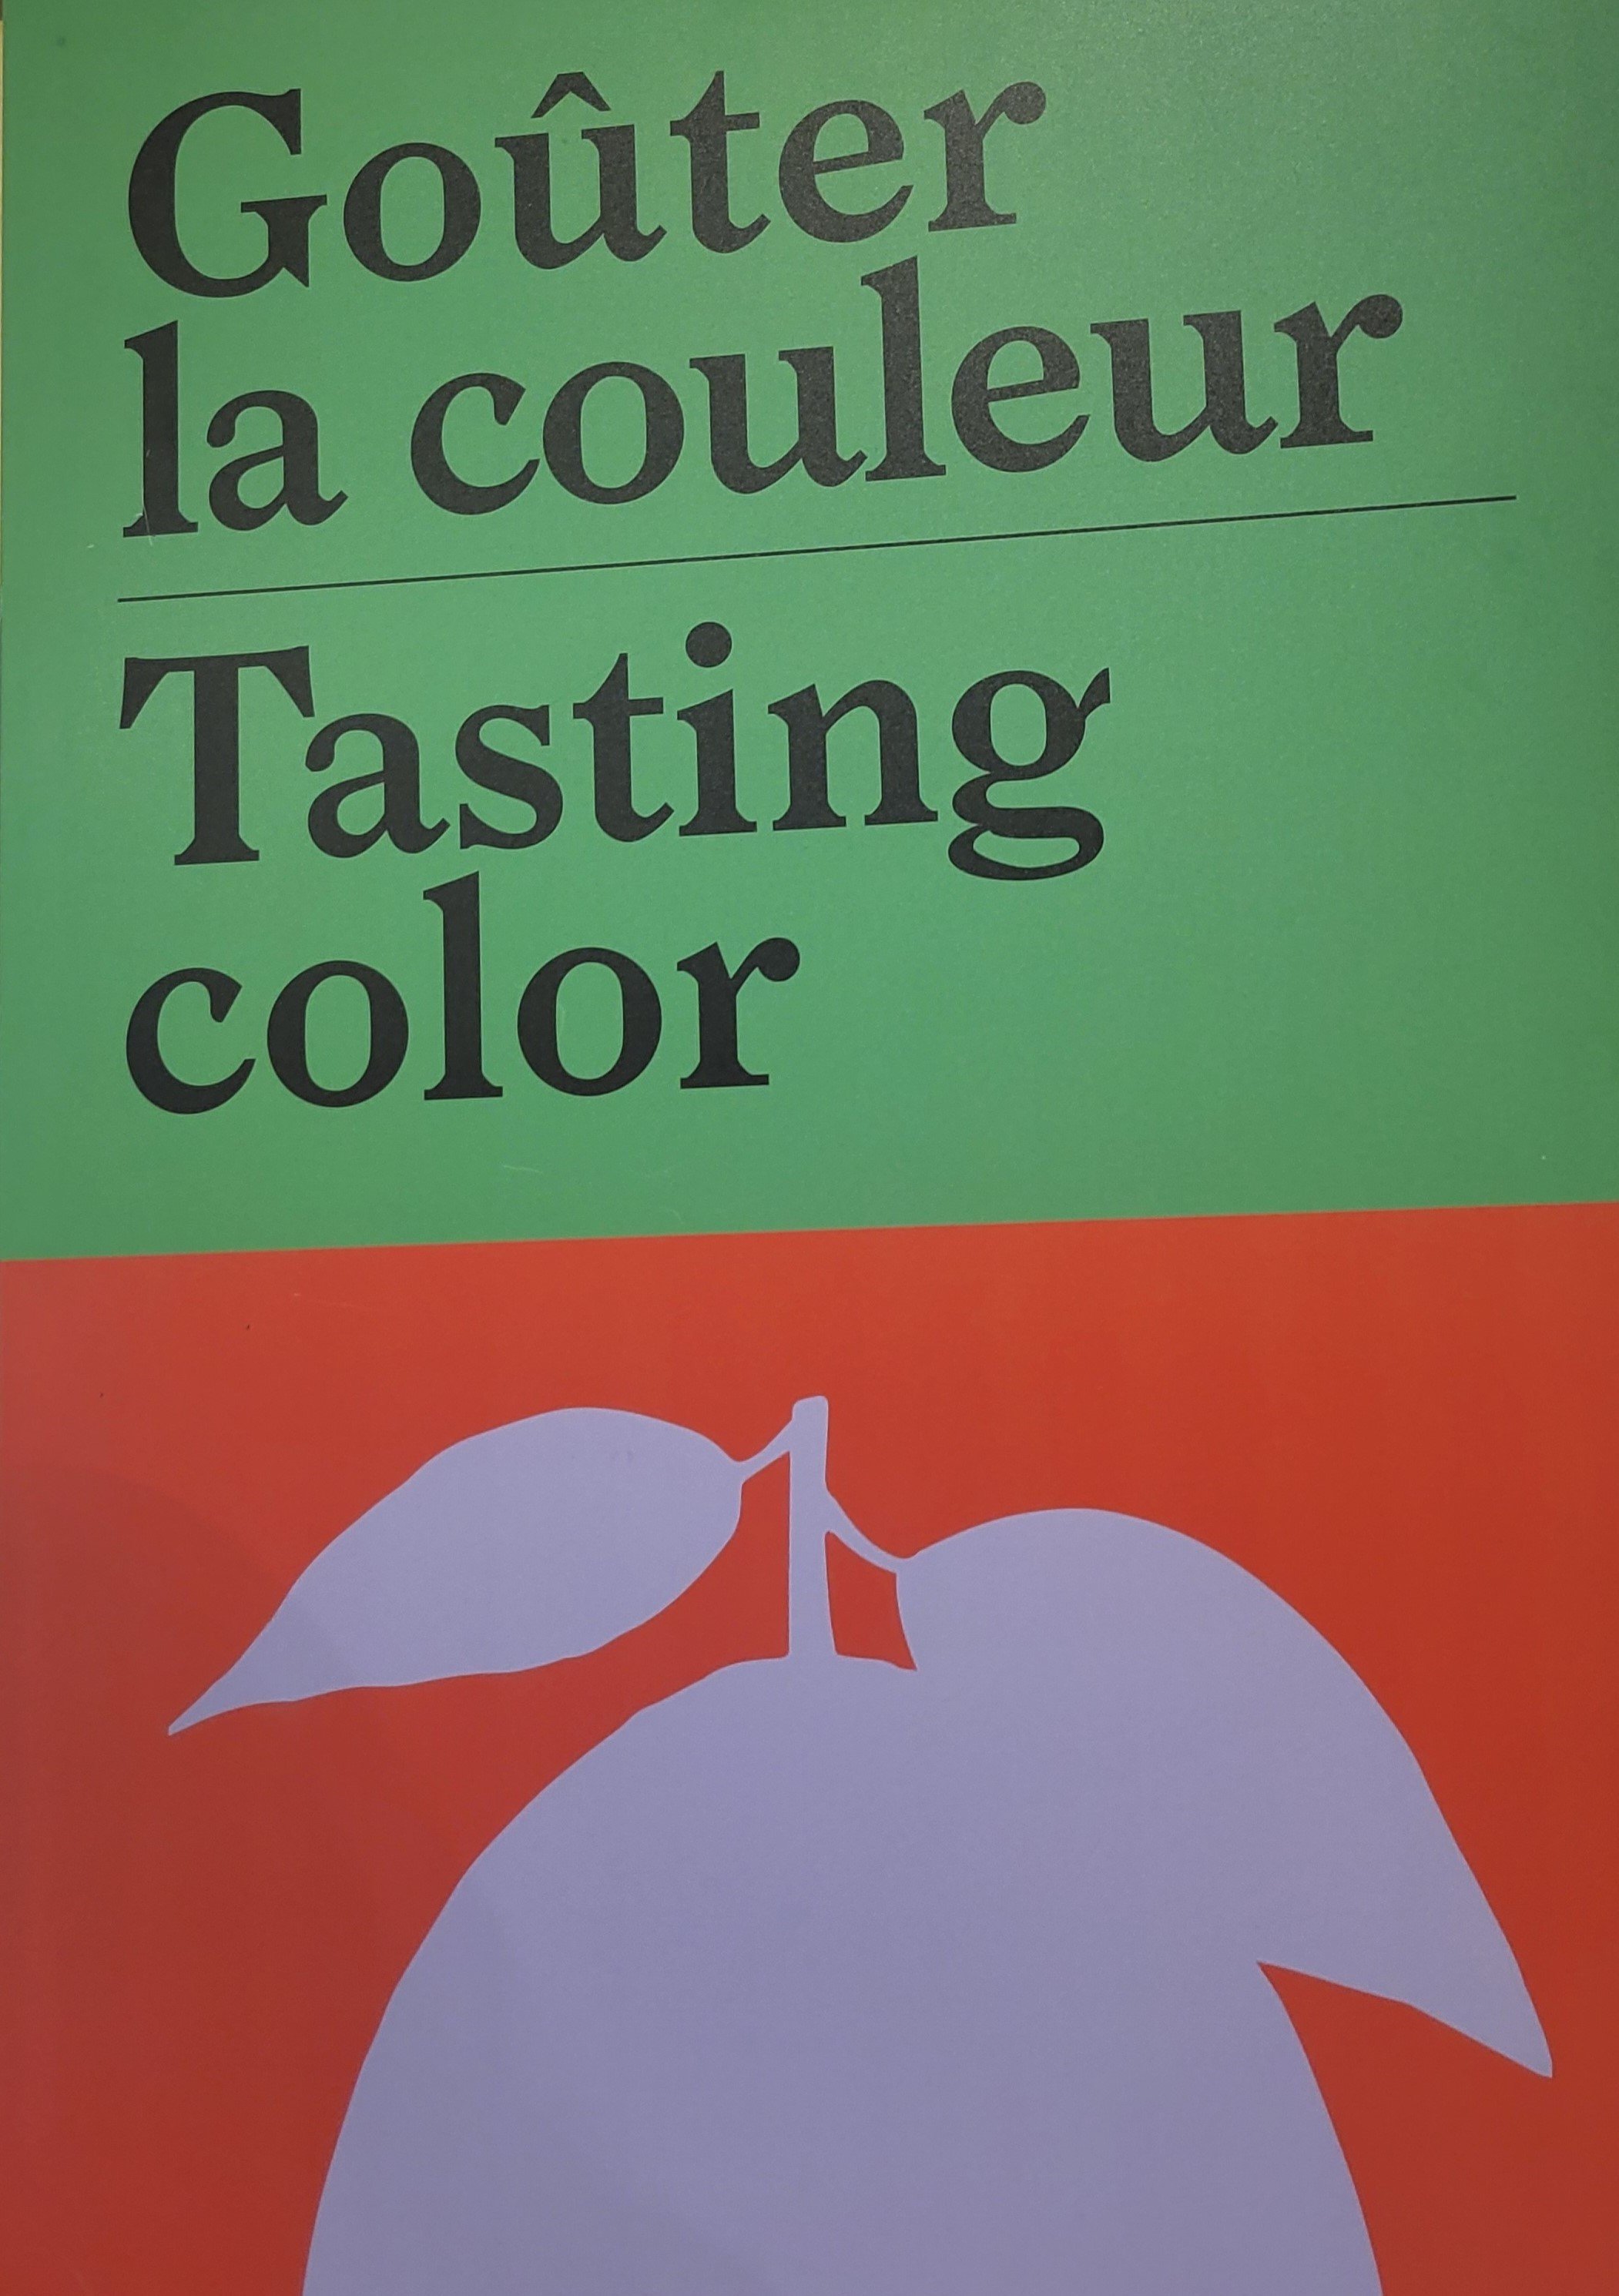 Goûter
la couleur
Tasting
color